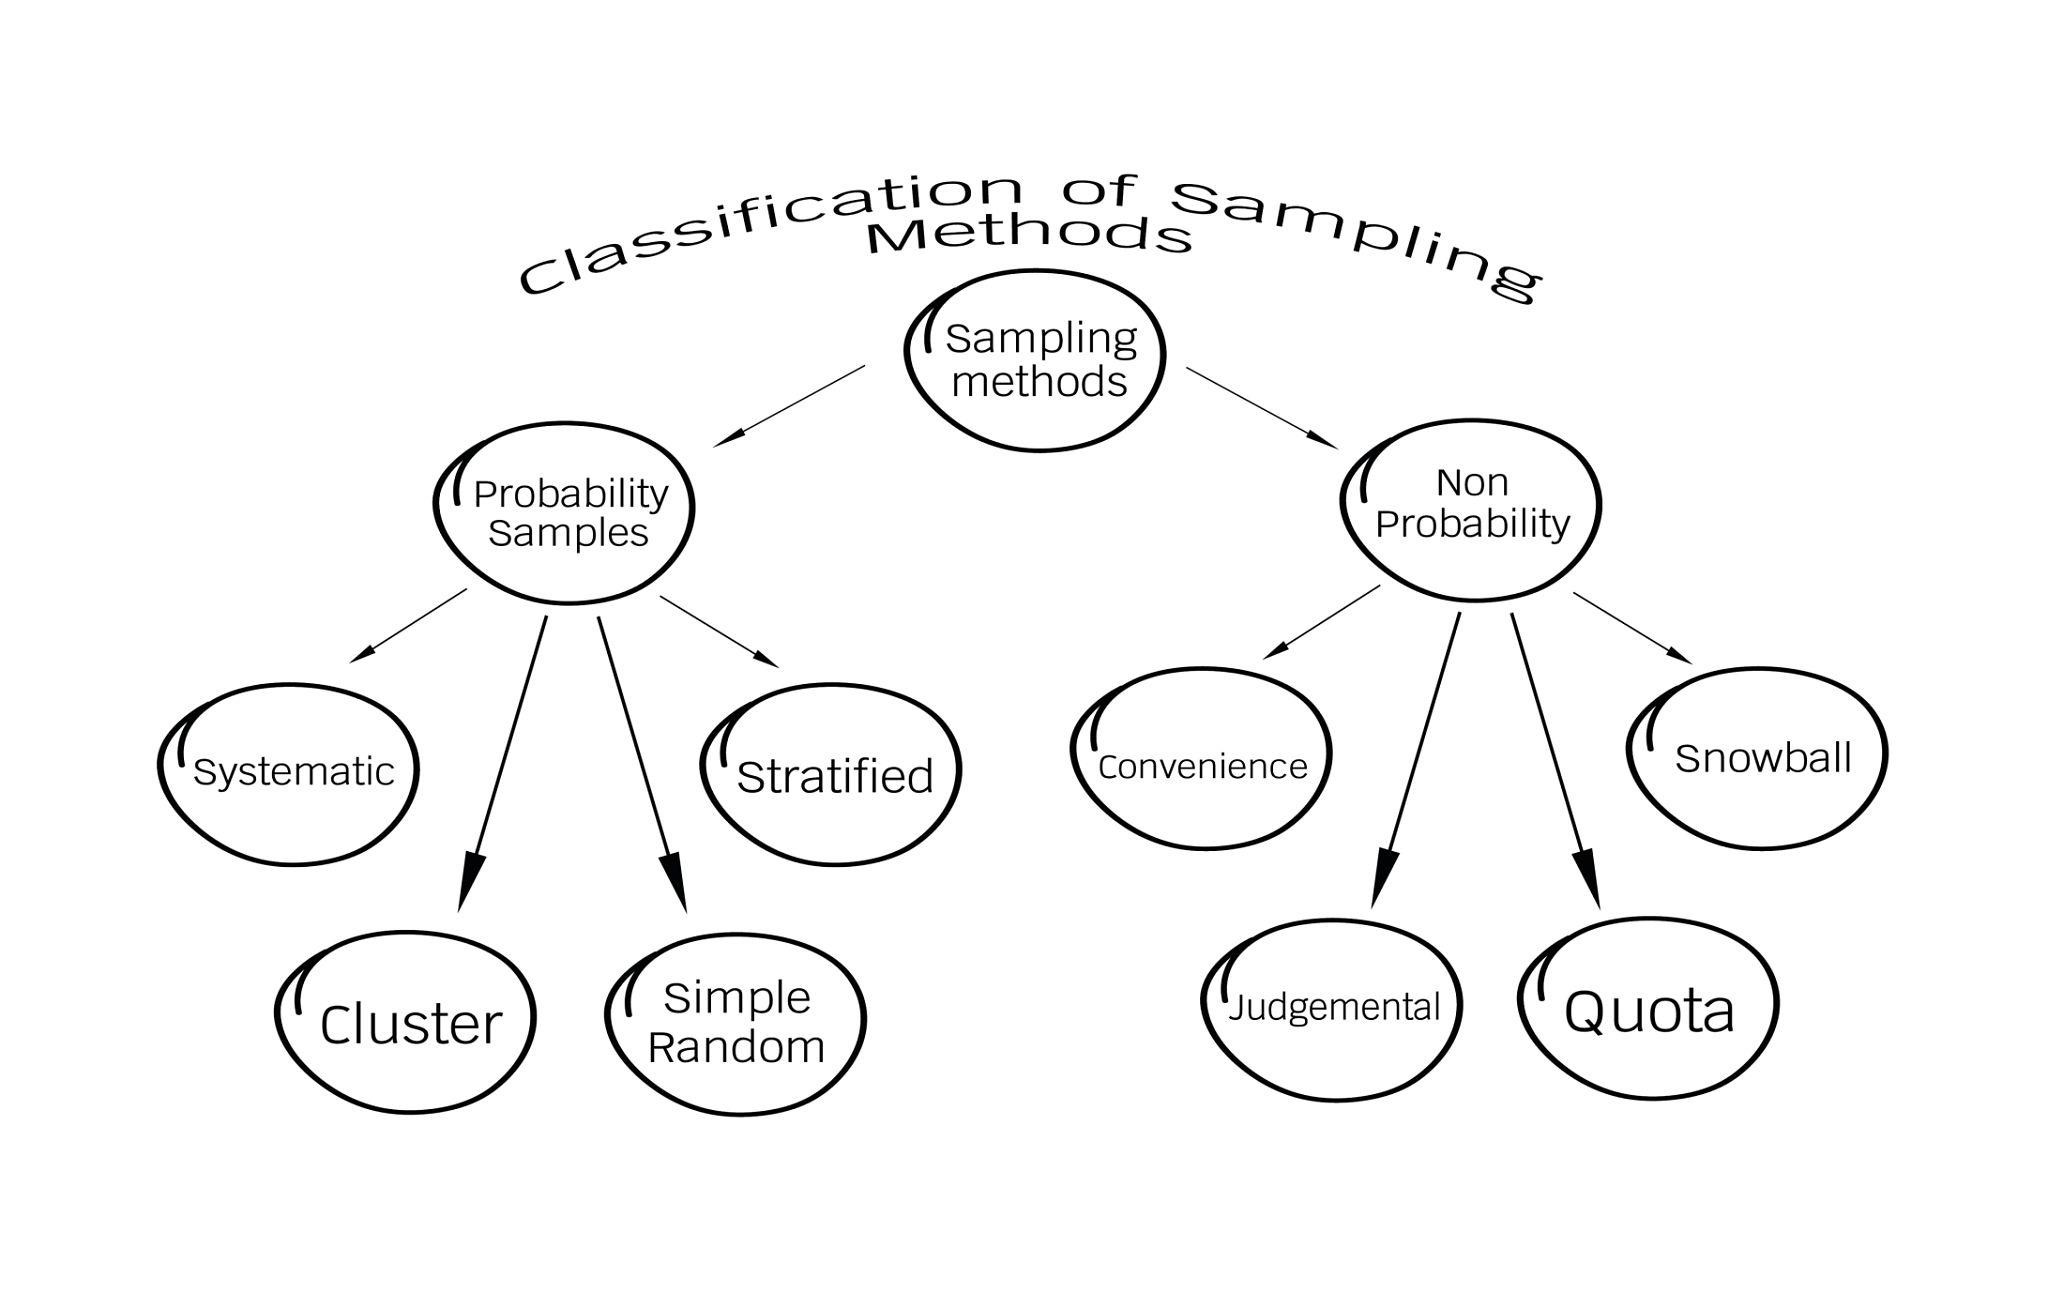 Classification of Sampling
Methods
Sampling
methods
Probability
Samples
Non
Probability
Systematic
Stratified
Convenience
Snowball
Cluster
Simple
Random
Judgemental
Quota